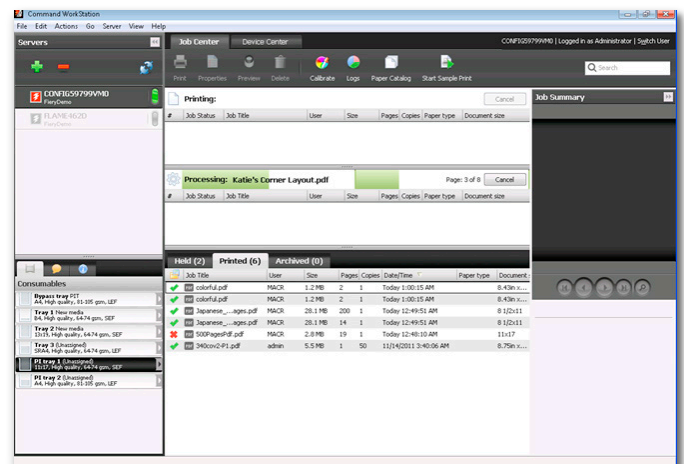 Command WorkStation
File Edit Actions Go Server View Help
Servers
Job Center Device Center
CONFIG59799VM0 | Logged in as Administrator | Switch User
Print Properties Preview Delete Calibrate Logs Paper Catalog Start Sample Print
Search
CONFIG59799VM0
FieryDemo
FLAME462D
FieryDemo
Printing:
Cancel
# Job Status Job Title User Size Pages Copies Paper type Document size
Job Summary
Processing: Katie's Corner Layout.pdf
Page: 3 of 8 Cancel
# Job Status Job Title User Size Pages Copies Paper type Document size
Held (2) Printed (6) Archived (0)
Job Title User Size Pages Copies Date/Time Paper type Document
colorful.pdf MACR 1.2 MB 2 1 Today 1:00:15 AM 8.43in x...
colorful.pdf MACR 1.2 MB 2 1 Today 1:00:15 AM 8.43in x...
Japanese_...ages.pdf MACR 28.1 MB 200 1 Today 12:49:51 AM 8 1/2x11
Japanese_...ages.pdf MACR 28.1 MB 14 1 Today 12:49:51 AM 8 1/2x11
500PagesPdf.pdf MACR 2.8 MB 19 1 Today 12:48:10 AM 11x17
340cov2-P1.pdf admin 5.5 MB 1 50 11/14/2011 3:40:06 AM 8.75in x...
Consumables
Bypass tray PIT
A4, High quality, 81-105 gsm, LEF
Tray 1 New media
B4, High quality, 64-74 gsm, SEF
Tray 2 New media
13x19, High quality, 64-74 gsm, SEF
Tray 3 (Unassigned)
SRA4, High quality, 64-74 gsm, LEF
PI tray 1 (Unassigned)
11x17, High quality, 64-74 gsm, SEF
PI tray 2 (Unassigned)
A4, High quality, 81-105 gsm, LEF